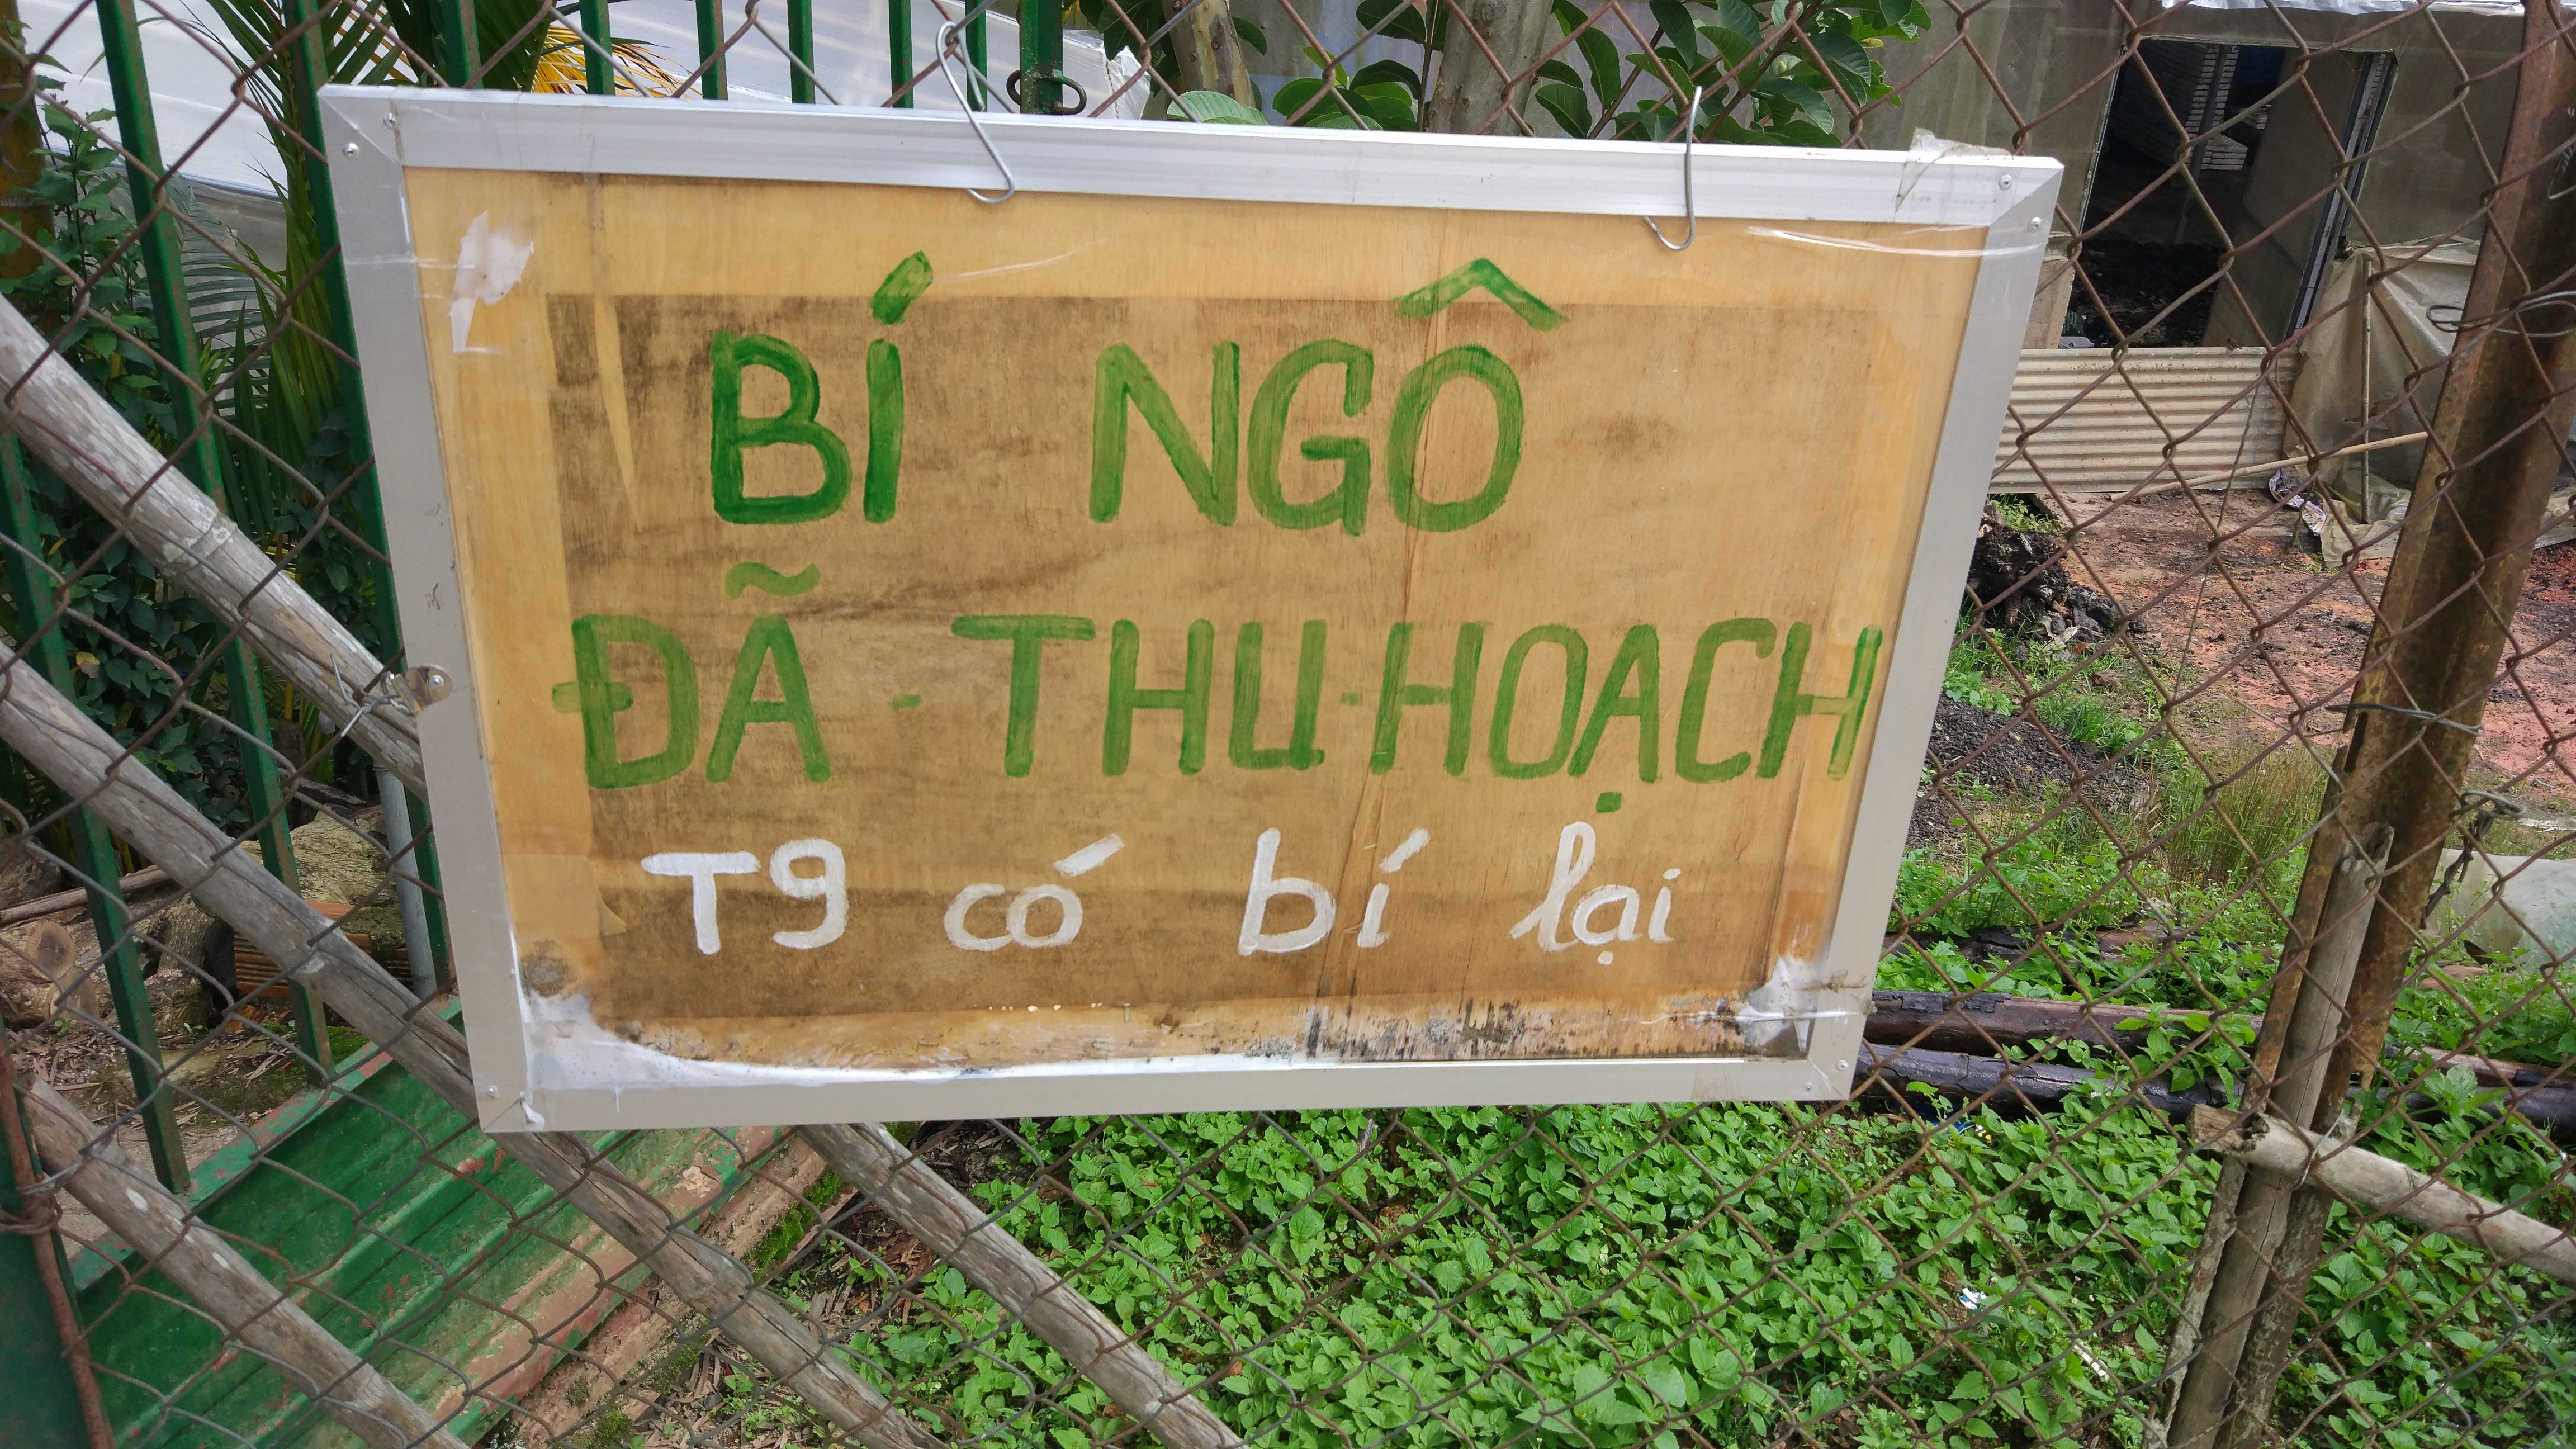 BÍ NGÔ
ĐÃ - THU - HOẠCH
T9 có bí lại